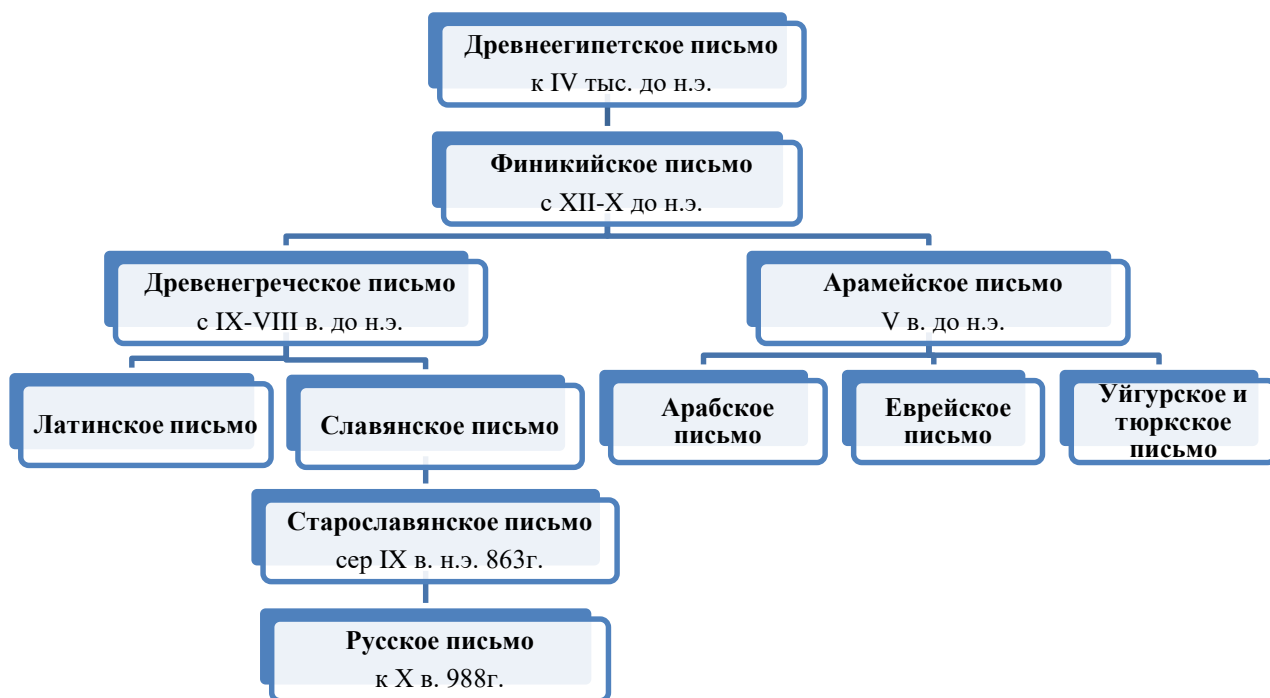 Древнеегипетское письмо
к IV тыс. до н.э.
Финикийское письмо
с XII-X до н.э.
Древенегреческое письмо
с IX-VIII в. до н.э.
Арамейское письмо
V в. до н.э.
Латинское письмо
Славянское письмо
Арабское
письмо
Еврейское
письмо
Уйгурское и
тюркское
письмо
Старославянское письмо
сер IX в. н.э. 863г.
Русское письмо
к X в. 988г.